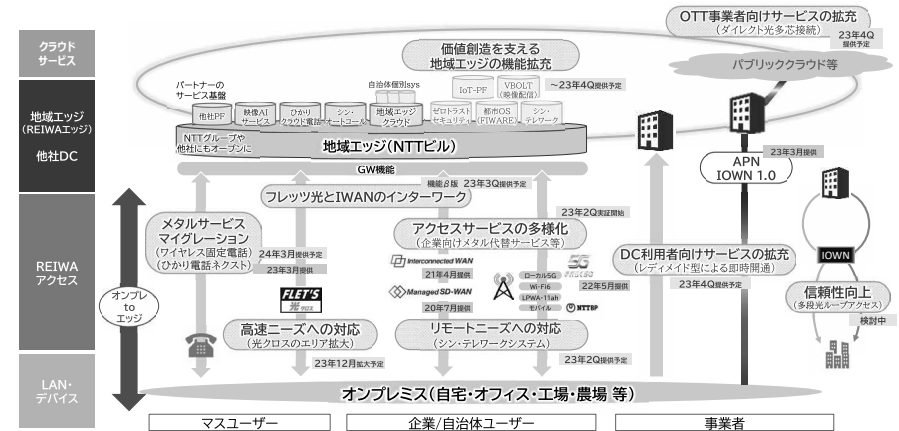 OTT事業者向けサービスの拡充
（ダイレクト光多芯接続）
23年4Q
提供予定
クラウド
サービス
価値創造を支える
地域エッジの機能拡充
パブリッククラウド等
パートナーの
サービス基盤
自治体個別sys
IoT-PF
VBOLT
（映像配信）
～23年4Q提供予定
他社PF
映像AI
サービス
ひかり
クラウド電話
シン・
オートコール
地域エッジ
クラウド
ゼロトラスト
セキュリティ
都市OS
（FIWARE）
シン・
テレワーク
地域エッジ
（REIWAエッジ）
他社DC
NTTグループや
他社にもオープンに
地域エッジ（NTTビル）
GW機能
23年3月提供
APN
IOWN 1.0
機能β版 23年3Q提供予定
フレッツ光とIWANのインターワーク
メタルサービス
マイグレーション
（ワイヤレス固定電話）
（ひかり電話ネクスト）
24年3月提供予定
23年3月提供
23年2Q実証開始
アクセスサービスの多様化
（企業向けメタル代替サービス等）
Interconnected WAN
21年4月提供
Managed SD-WAN
20年7月提供
ローカル5G
Wi-Fi6
LPWA・11ah
モバイル
5G
22年5月提供
NTTBP
DC利用者向けサービスの拡充
（レディメイド型による即時開通）
23年4Q提供予定
IOWN
信頼性向上
（多段光ループアクセス）
検討中
REIWA
アクセス
オンプレ
to
エッジ
FLET'S
光クロス
高速ニーズへの対応
（光クロスのエリア拡大）
23年12月拡大予定
リモートニーズへの対応
（シン・テレワークシステム）
23年2Q提供予定
LAN・
デバイス
オンプレミス（自宅・オフィス・工場・農場 等）
マスユーザー
企業/自治体ユーザー
事業者